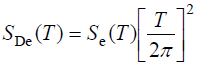 S_De(T) = S_e(T)[T/2π]^2